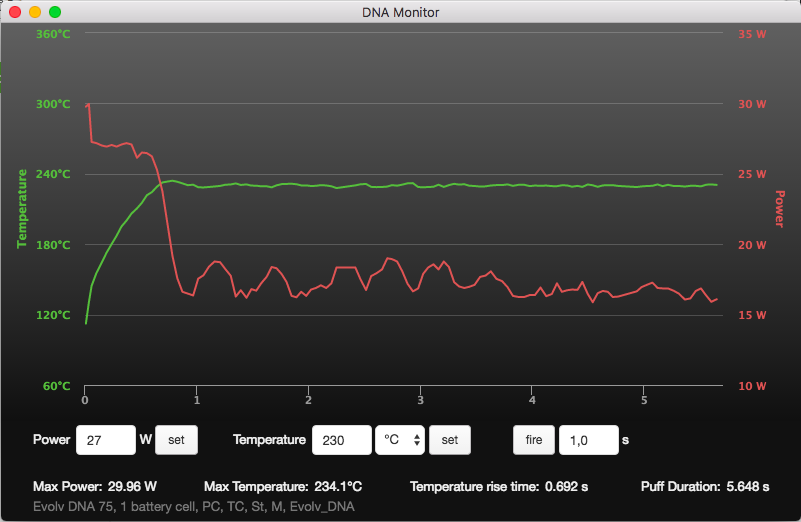 DNA Monitor
360°C 35 W
300°C 30 W
240°C 25 W
180°C 20 W
120°C 15 W
60°C 10 W
Temperature
Power
0 1 2 3 4 5
Power 27 W set Temperature 230 °C set fire 1,0 s
Max Power: 29.96 W Max Temperature: 234.1°C Temperature rise time: 0.692 s Puff Duration: 5.648 s
Evolv DNA 75, 1 battery cell, PC, TC, St, M, Evolv_DNA